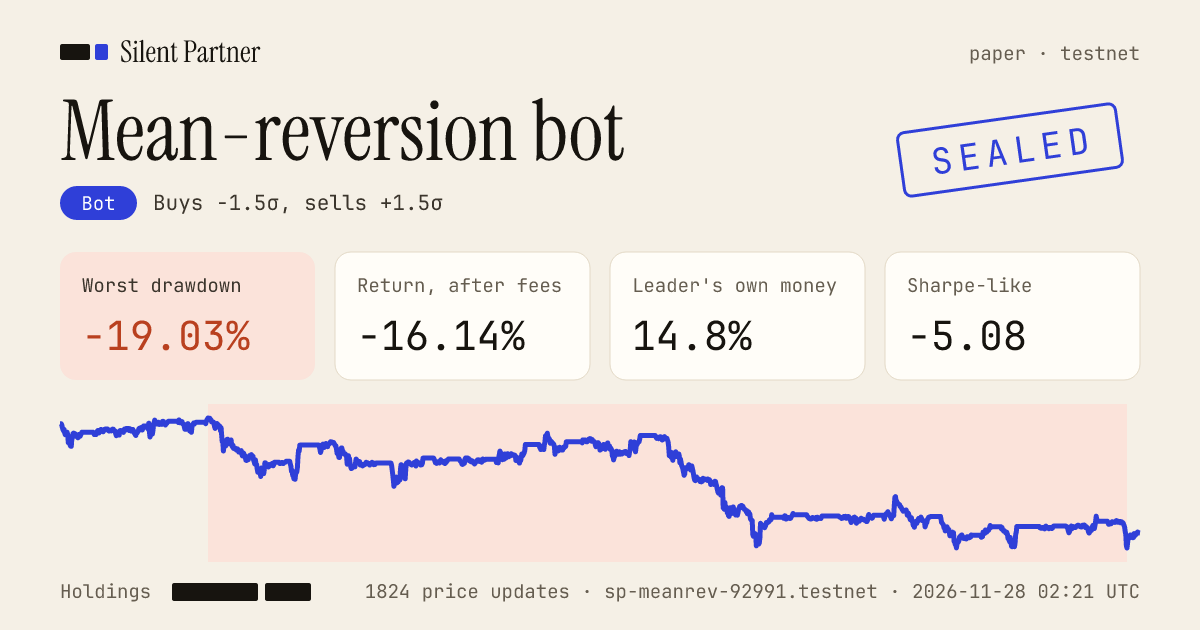 Silent Partner
paper · testnet
Mean-reversion bot
SEALED
Bot
Buys -1.5σ, sells +1.5σ
Worst drawdown
-19.03%
Return, after fees
-16.14%
Leader's own money
14.8%
Sharpe-like
-5.08
Holdings
1824 price updates · sp-meanrev-92991.testnet · 2026-11-28 02:21 UTC